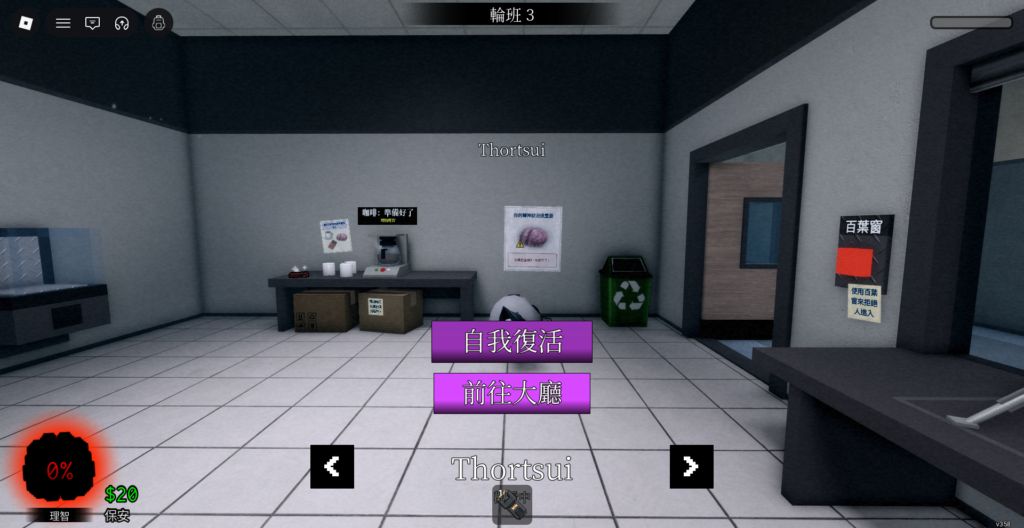 輪班 3
Thortsui
咖啡: 準備好了
百葉窗
使用百葉
窗來拒絕
人進入
自我復活
前往大廳
Thortsui
0%
理智
$20
保安